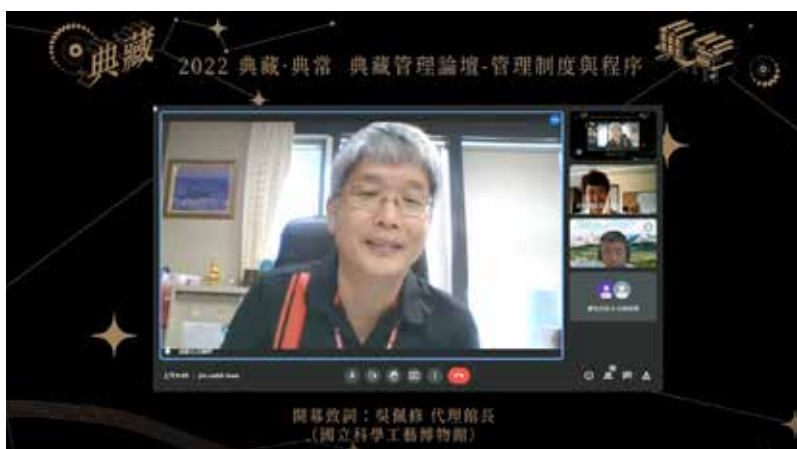 典藏
典常
2022 典藏·典常 典藏管理論壇-管理制度與程序
開幕致詞：吳佩修 代理館長
（國立科學工藝博物館）